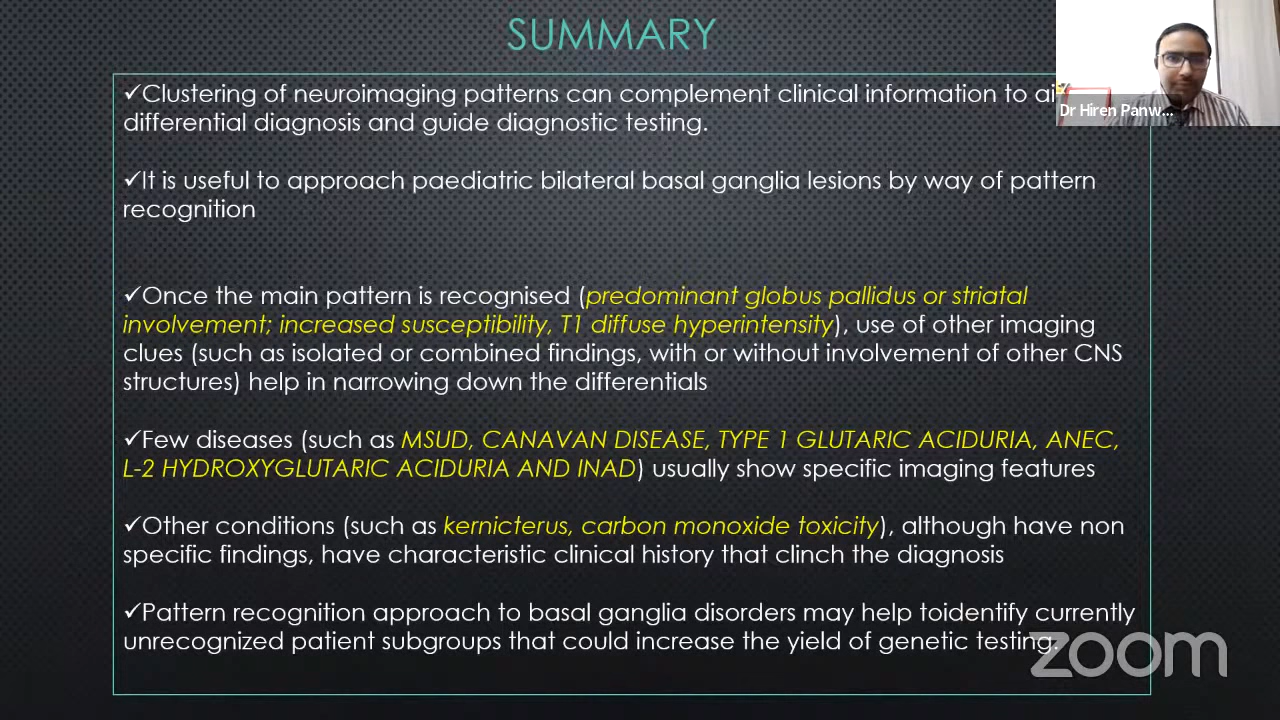 SUMMARY
✓Clustering of neuroimaging patterns can complement clinical information to
differential diagnosis and guide diagnostic testing.
✓It is useful to approach paediatric bilateral basal ganglia lesions by way of pattern
recognition
✓Once the main pattern is recognised (predominant globus pallidus or striatal
involvement; increased susceptibility, T1 diffuse hyperintensity), use of other imaging
clues (such as isolated or combined findings, with or without involvement of other CNS
structures) help in narrowing down the differentials
✓Few diseases (such as MSUD, CANAVAN DISEASE, TYPE 1 GLUTARIC ACIDURIA, ANEC,
L-2 HYDROXYGLUTARIC ACIDURIA AND INAD) usually show specific imaging features
✓Other conditions (such as kernicterus, carbon monoxide toxicity), although have non
specific findings, have characteristic clinical history that clinch the diagnosis
✓Pattern recognition approach to basal ganglia disorders may help toidentify currently
unrecognized patient subgroups that could increase the yield of genetic testing.
Dr Hiren Panw...
zoom